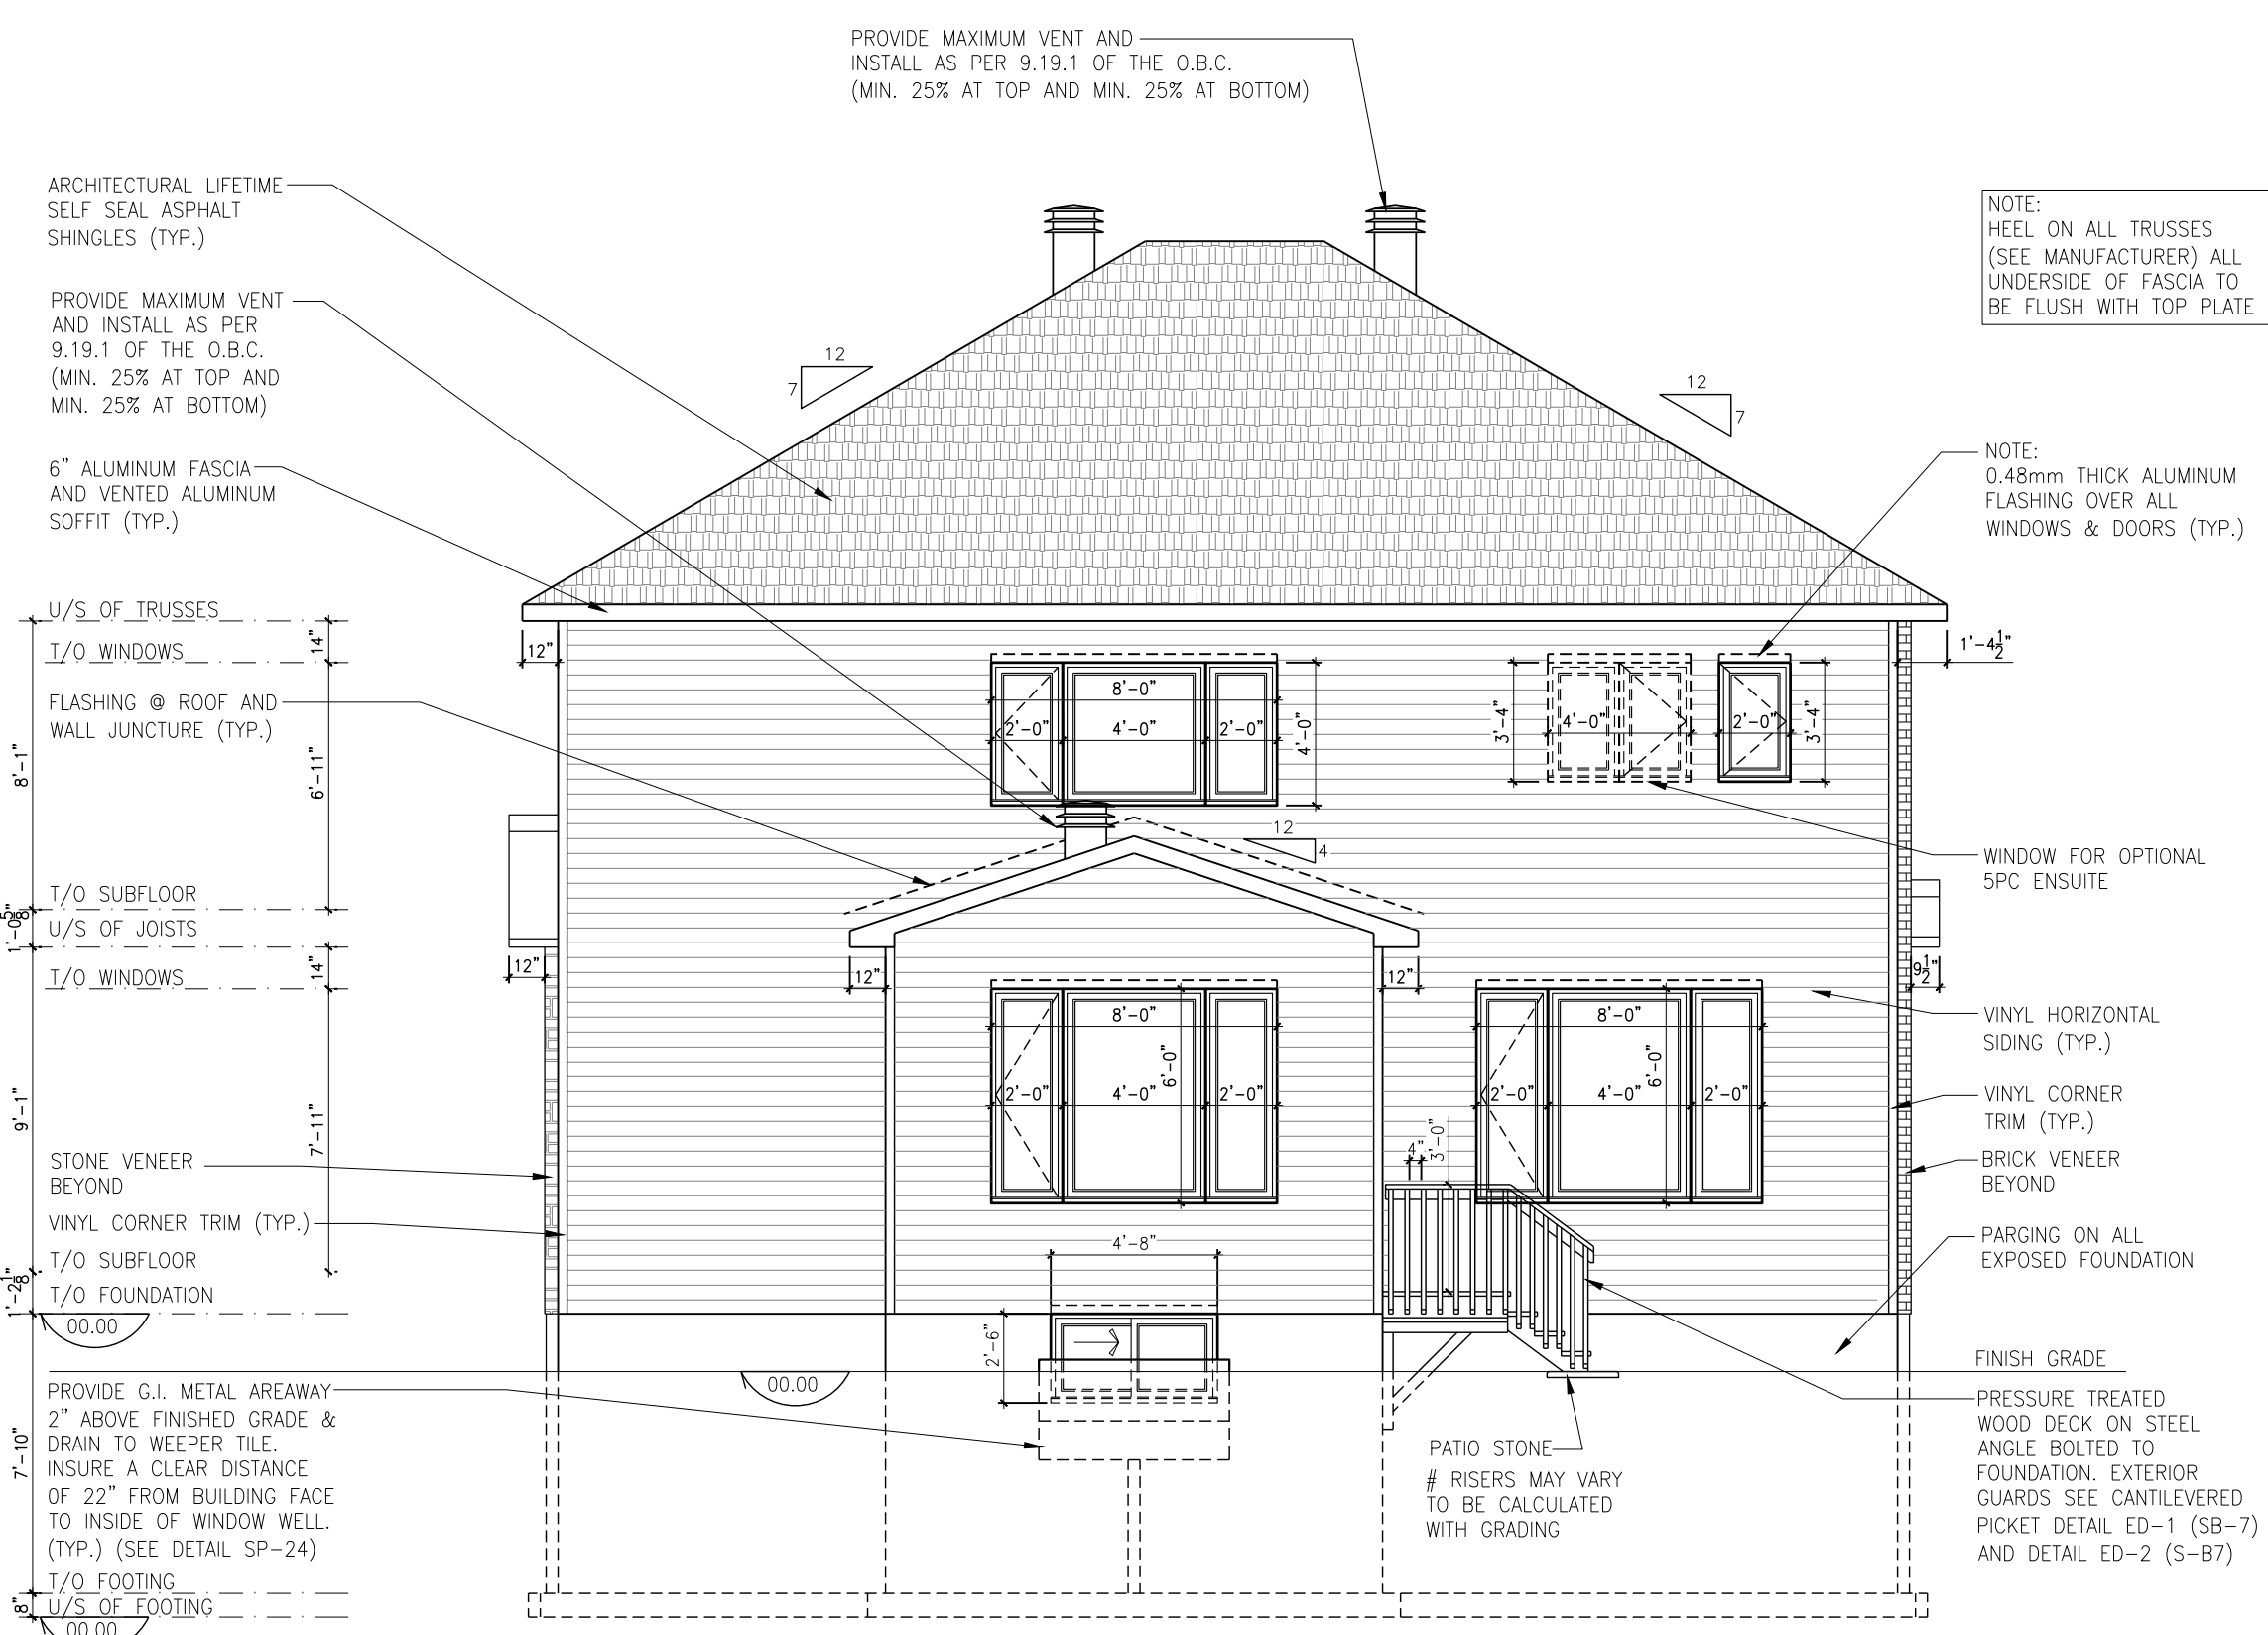 PROVIDE MAXIMUM VENT AND
INSTALL AS PER 9.19.1 OF THE O.B.C.
(MIN. 25% AT TOP AND MIN. 25% AT BOTTOM)
ARCHITECTURAL LIFETIME
SELF SEAL ASPHALT
SHINGLES (TYP.)
PROVIDE MAXIMUM VENT
AND INSTALL AS PER
9.19.1 OF THE O.B.C.
(MIN. 25% AT TOP AND
MIN. 25% AT BOTTOM)
6" ALUMINUM FASCIA
AND VENTED ALUMINUM
SOFFIT (TYP.)
NOTE:
HEEL ON ALL TRUSSES
(SEE MANUFACTURER) ALL
UNDERSIDE OF FASCIA TO
BE FLUSH WITH TOP PLATE
12
7
12
7
NOTE:
0.48mm THICK ALUMINUM
FLASHING OVER ALL
WINDOWS & DOORS (TYP.)
U/S OF TRUSSES
T/O WINDOWS
14"
12"
1'-4 1/2"
FLASHING @ ROOF AND
WALL JUNCTURE (TYP.)
8'-1"
6'-11"
8'-0"
2'-0"
4'-0"
2'-0"
4'-0"
3'-4"
4'-0"
2'-0"
3'-4"
12
4
WINDOW FOR OPTIONAL
5PC ENSUITE
T/O SUBFLOOR
1'-0 5/8"
U/S OF JOISTS
T/O WINDOWS
14"
12"
12"
12"
9 1/2"
9'-1"
7'-11"
8'-0"
6'-0"
2'-0"
4'-0"
2'-0"
8'-0"
6'-0"
2'-0"
4'-0"
2'-0"
4"
3'-0"
VINYL HORIZONTAL
SIDING (TYP.)
VINYL CORNER
TRIM (TYP.)
BRICK VENEER
BEYOND
PARGING ON ALL
EXPOSED FOUNDATION
STONE VENEER
BEYOND
VINYL CORNER TRIM (TYP.)
T/O SUBFLOOR
1'-2 1/8"
T/O FOUNDATION
00.00
4'-8"
2'-6"
00.00
FINISH GRADE
PROVIDE G.I. METAL AREAWAY
2" ABOVE FINISHED GRADE &
DRAIN TO WEEPER TILE.
INSURE A CLEAR DISTANCE
OF 22" FROM BUILDING FACE
TO INSIDE OF WINDOW WELL.
(TYP.) (SEE DETAIL SP-24)
7'-10"
PATIO STONE
# RISERS MAY VARY
TO BE CALCULATED
WITH GRADING
PRESSURE TREATED
WOOD DECK ON STEEL
ANGLE BOLTED TO
FOUNDATION. EXTERIOR
GUARDS SEE CANTILEVERED
PICKET DETAIL ED-1 (SB-7)
AND DETAIL ED-2 (S-B7)
T/O FOOTING
8"
U/S OF FOOTING
00.00